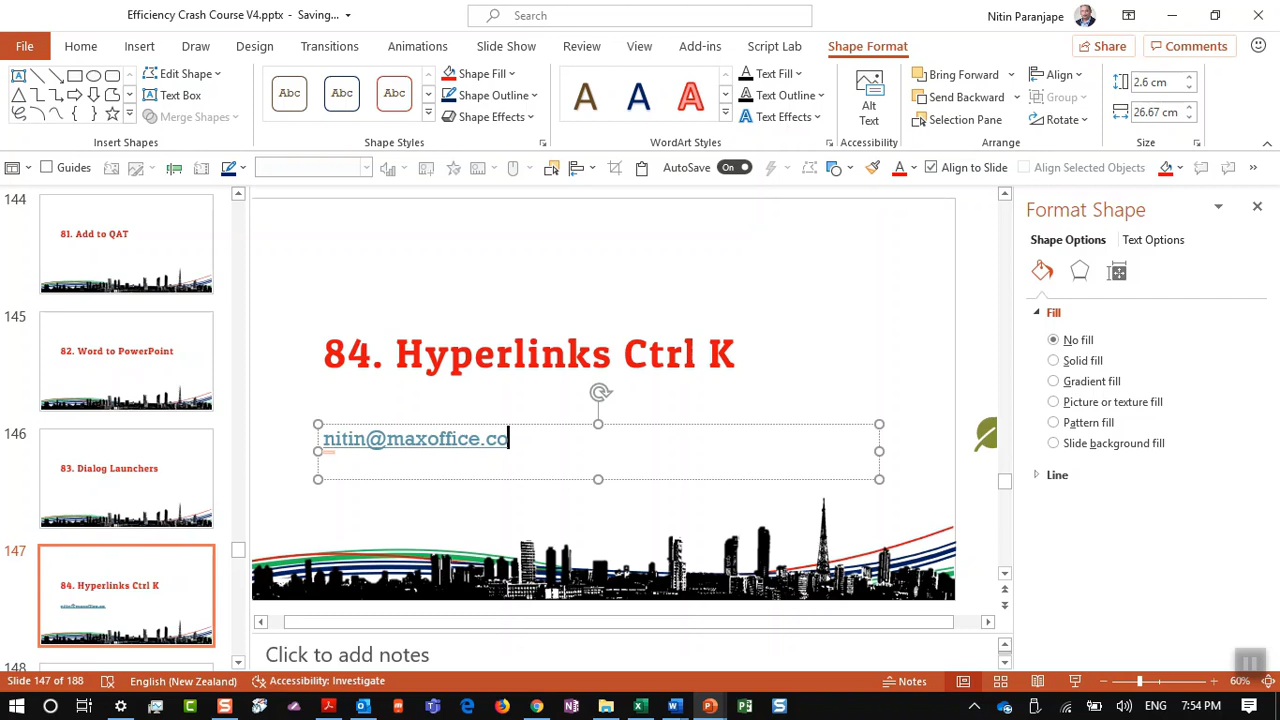 Efficiency Crash Course V4.pptx - Saving...
Search
Nitin Paranjape
File Home Insert Draw Design Transitions Animations Slide Show Review View Add-ins Script Lab Shape Format Share Comments
Edit Shape
Text Box
Merge Shapes
Insert Shapes
Abc Abc Abc
Shape Fill
Shape Outline
Shape Effects
Shape Styles
A A A
Text Fill
Text Outline
Text Effects
WordArt Styles
Alt
Text
Accessibility
Bring Forward
Send Backward
Selection Pane
Align
Group
Rotate
Arrange
2.6 cm
26.67 cm
Size
Guides
AutoSave On
Align to Slide
Align Selected Objects
144
81. Add to QAT
145
82. Word to PowerPoint
146
83. Dialog Launchers
147
84. Hyperlinks Ctrl K
nitin@maxoffice.co
148
84. Hyperlinks Ctrl K
nitin@maxoffice.co
Click to add notes
Format Shape
Shape Options Text Options
Fill
No fill
Solid fill
Gradient fill
Picture or texture fill
Pattern fill
Slide background fill
Line
Slide 147 of 188
English (New Zealand)
Accessibility: Investigate
Notes
60%
ENG 7:54 PM